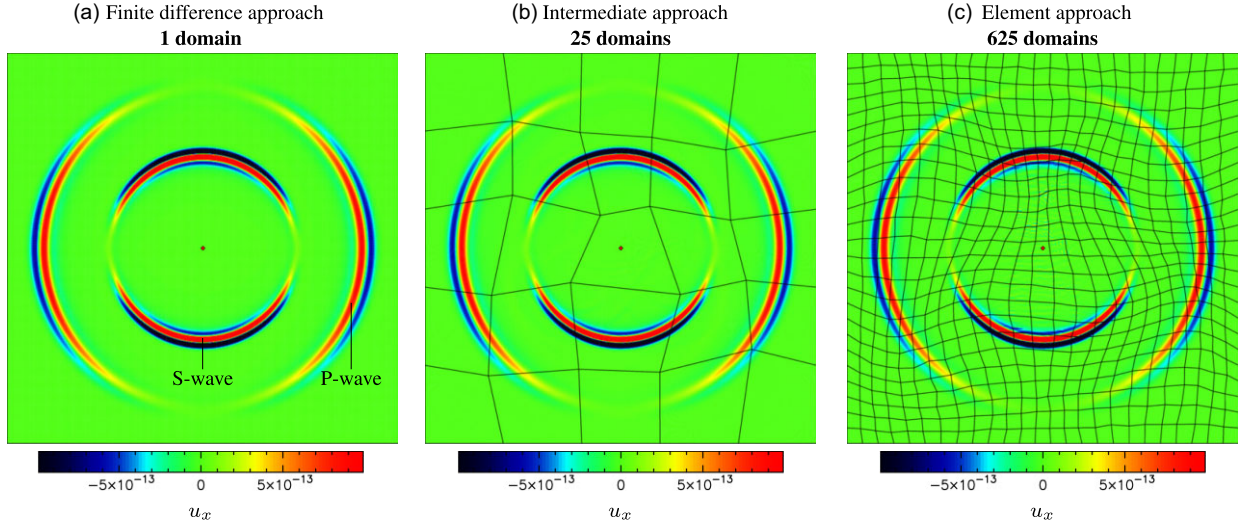 (a) Finite difference approach
1 domain
(b) Intermediate approach
25 domains
(c) Element approach
625 domains
S-wave
P-wave
−5×10⁻¹³ 0 5×10⁻¹³
u_x
−5×10⁻¹³ 0 5×10⁻¹³
u_x
−5×10⁻¹³ 0 5×10⁻¹³
u_x